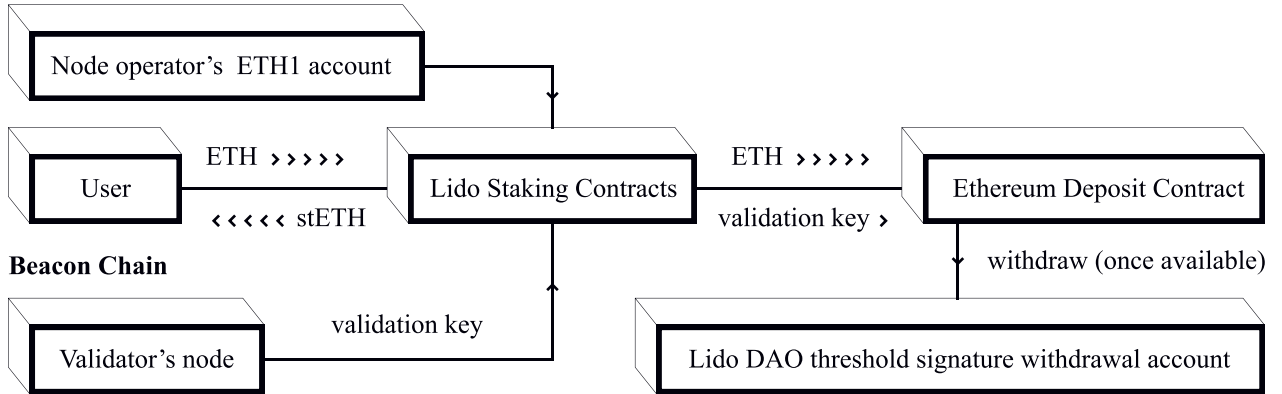 Node operator’s ETH1 account
ETH >>>>>
ETH >>>>>
User
Lido Staking Contracts
Ethereum Deposit Contract
<<<<< stETH
validation key >
Beacon Chain
withdraw (once available)
validation key
Validator’s node
Lido DAO threshold signature withdrawal account